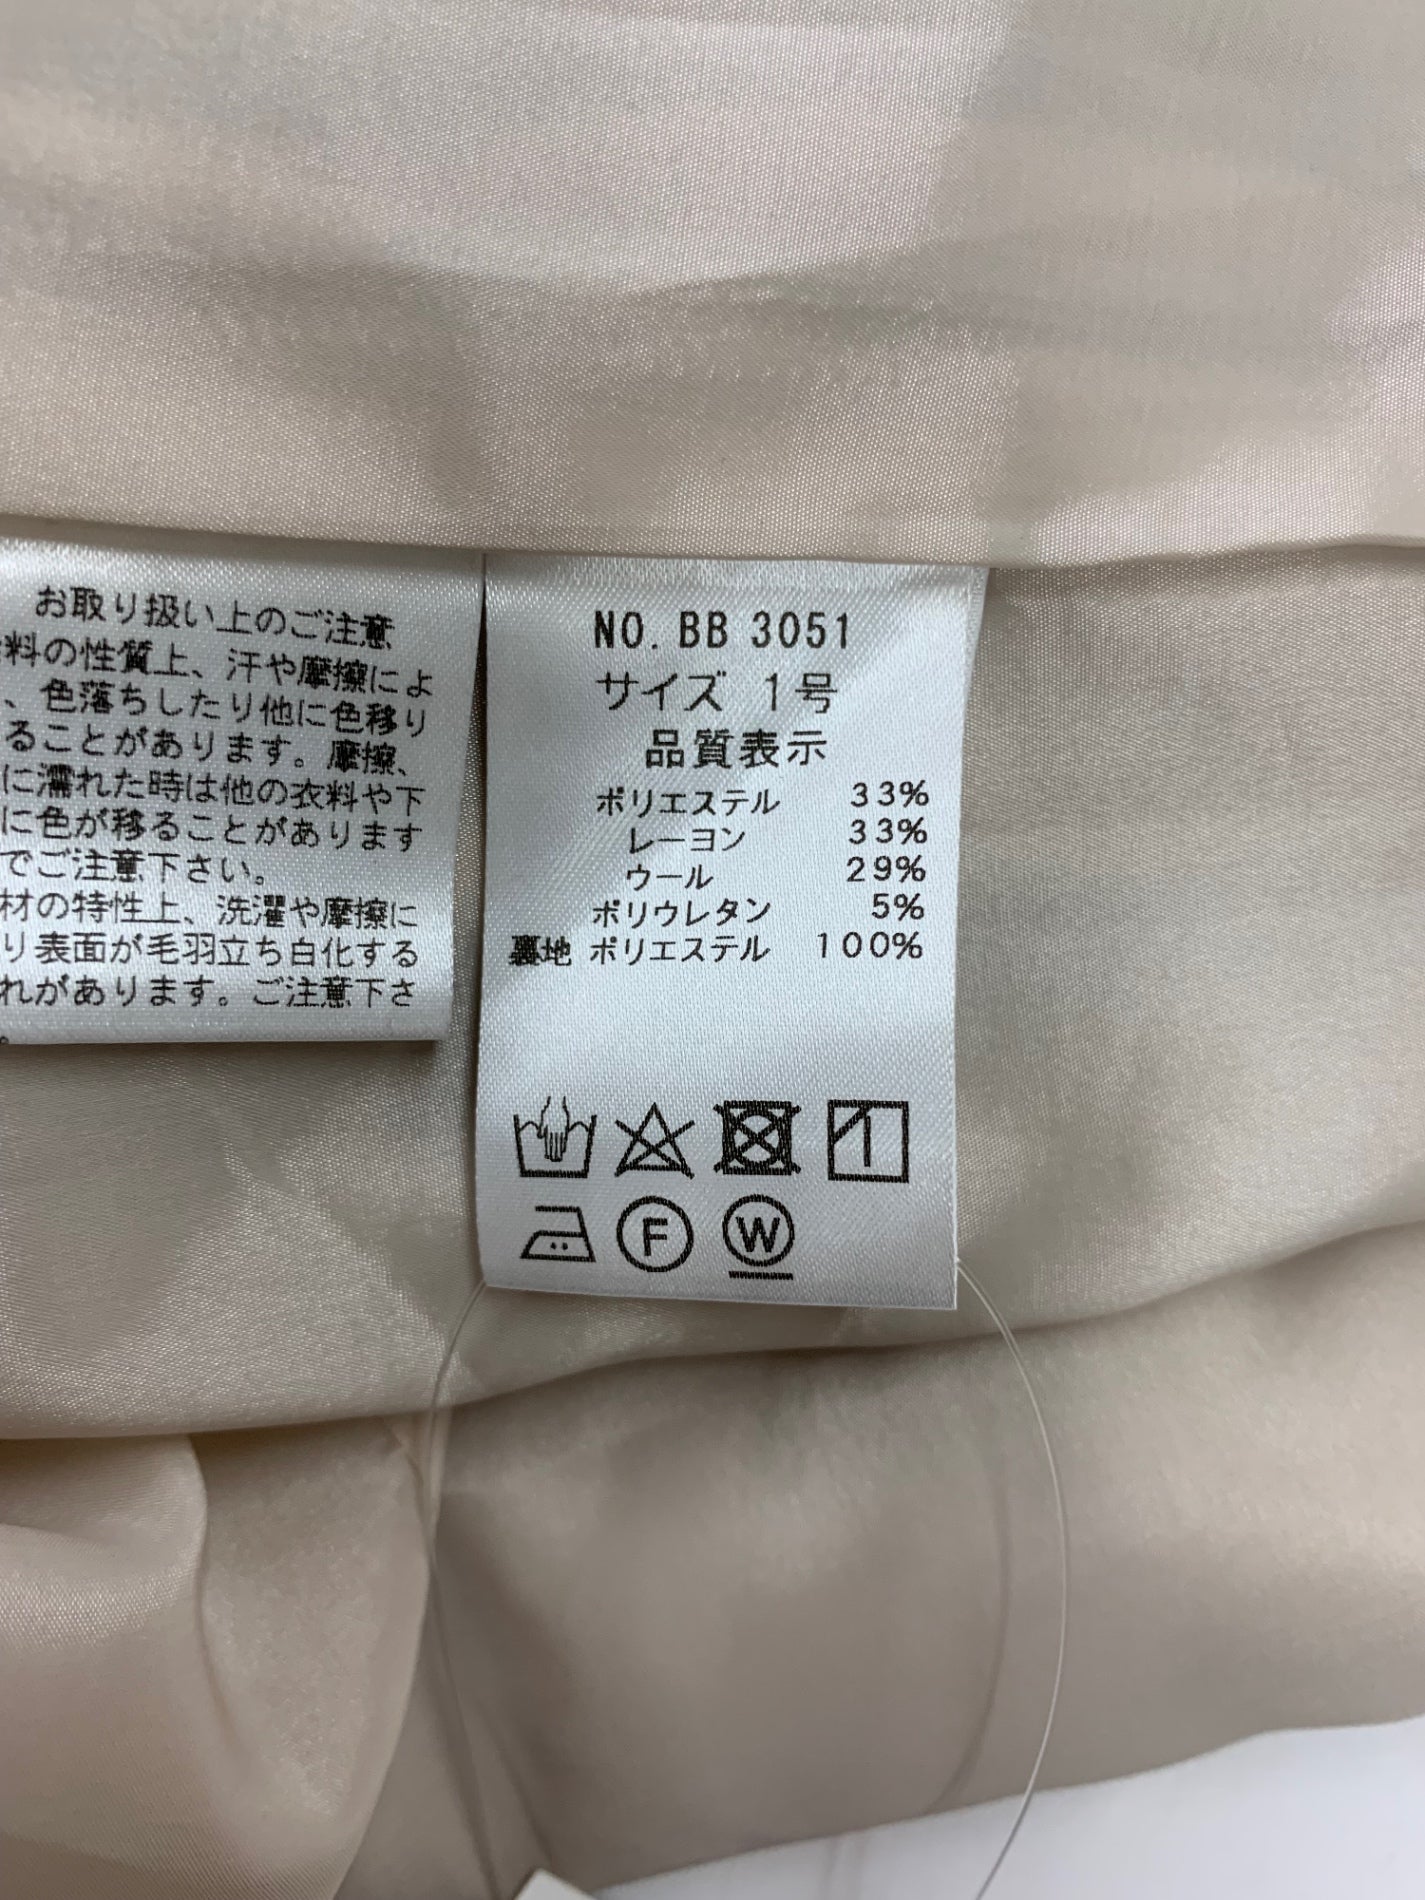 お取り扱い上のご注意
料の性質上、汗や摩擦によ
、色落ちしたり他に色移り
ることがあります。摩擦、
に濡れた時は他の衣料や下
に色が移ることがあります
でご注意下さい。
材の特性上、洗濯や摩擦に
り表面が毛羽立ち白化する
れがあります。ご注意下さ
。
NO. BB 3051
サイズ 1号
品質表示
ポリエステル 33%
レーヨン 33%
ウール 29%
ポリウレタン 5%
裏地 ポリエステル 100%
F W